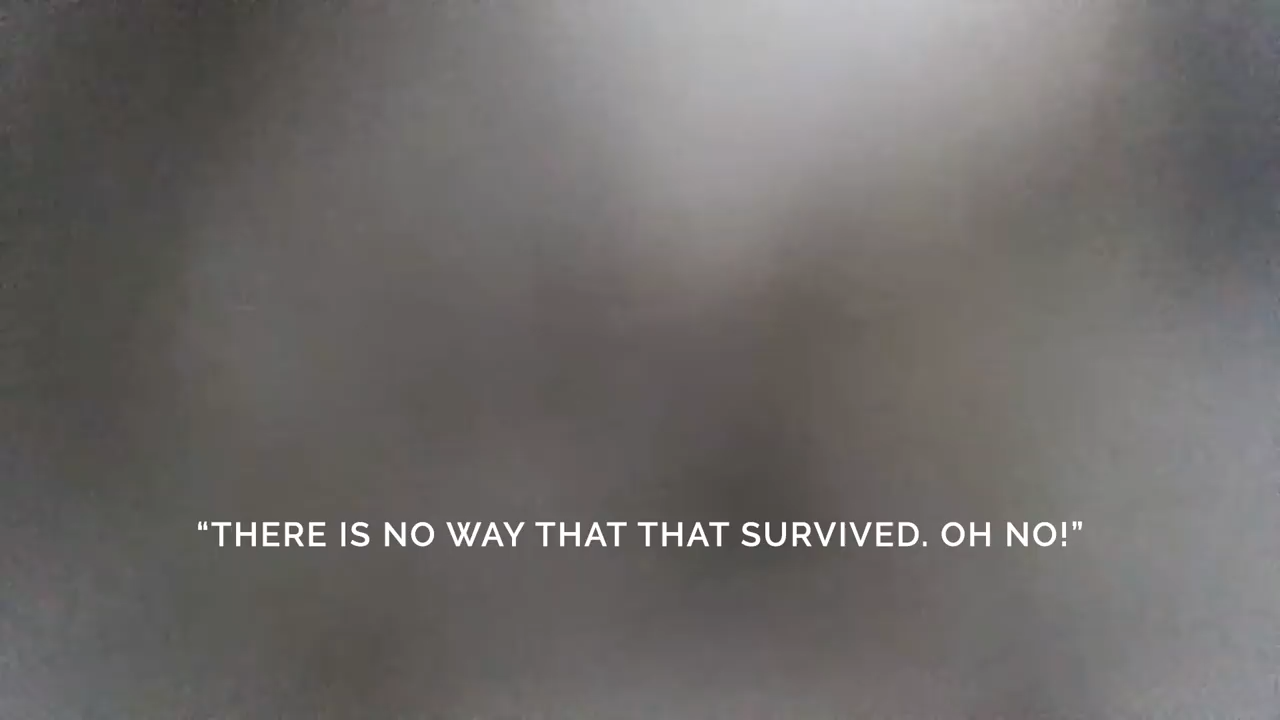 “THERE IS NO WAY THAT THAT SURVIVED. OH NO!”